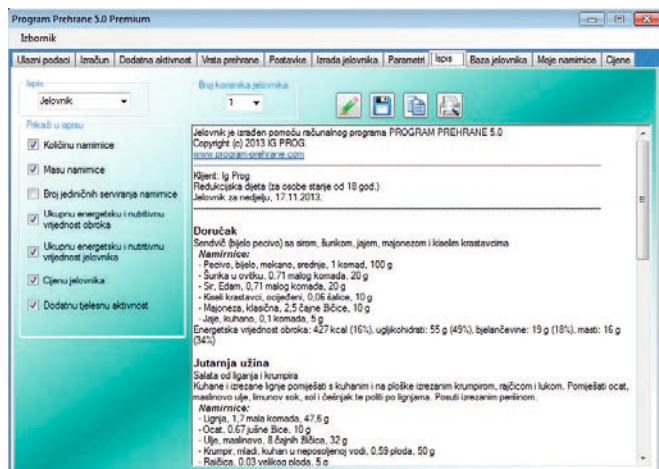 Program Prehrane 5.0 Premium
Izbornik
Ulazni podaci Izračun Dodatna aktivnost Vrsta prehrane Postavke Izrada jelovnika Parametri Ispis Baza jelovnika Moje namirnice Cijene
Ispis
Jelovnik
Broj korisnika jelovnika
1
Prikaži u ispisu
Količinu namirnice
Masu namirnice
Broj jediničnih serviranja namirnice
Ukupnu energetsku i nutritivnu
vrijednost obroka
Ukupnu energetsku i nutritivnu
vrijednost jelovnika
Cijenu jelovnika
Dodatnu tjelesnu aktivnost
Jelovnik je izrađen pomoću računalnog programa PROGRAM PREHRANE 5.0
Copyright (c) 2013 IG PROG
www.program-prehrane.com
Klijent: Ig Prog
Redukcijska dijeta (za osobe starije od 18 god.)
Jelovnik za nedjelju, 17.11.2013.
Doručak
Sendvič (bijelo pecivo) sa sirom, šunkom, jajem, majonezom i kiselim krastavcima
Namirnice:
- Pecivo, bijelo, mekano, srednje, 1 komad, 100 g
- Šunka u ovitku, 0,71 malog komada, 20 g
- Sir, Edam, 0,71 malog komada, 20 g
- Kiseli krastavci, ocijeđeni, 0,06 šalice, 10 g
- Majoneza, klasična, 2,5 čajne žličice, 10 g
- Jaje, kuhano, 0,1 komada, 5 g
Energetska vrijednost obroka: 427 kcal (16%), ugljikohidrati: 55 g (49%), bjelančevine: 19 g (18%), masti: 16 g
(34%)
Jutarnja užina
Salata od liganja i krumpira
Kuhane i izrezane lignje pomiješati s kuhanim i na ploške izrezanim krumpirom, rajčicom i lukom. Pomiješati ocat,
maslinovo ulje, limunov sok, sol i češnjak te politi po lignjama. Posuti izrezanim peršinom.
Namirnice:
- Lignja, 1,7 mala komada, 47,6 g
- Ocat, 0,67 jušne žlice, 10 g
- Ulje, maslinovo, 8 čajnih žličica, 32 g
- Krumpir, mladi, kuhan u neposoljenoj vodi, 0,59 ploda, 50 g
- Rajčica, 0,03 velikog ploda, 5 g